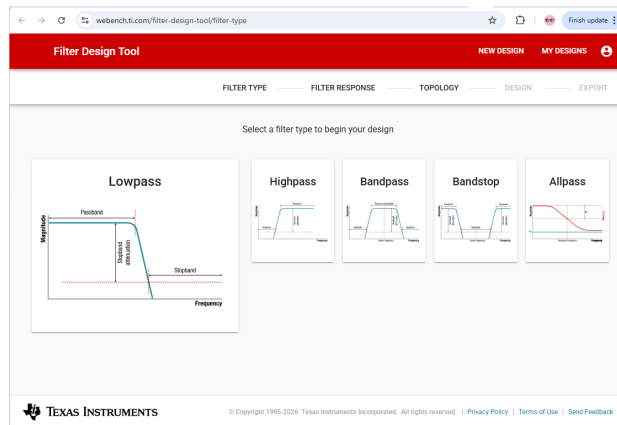 webench.ti.com/filter-design-tool/filter-type
Finish update
Filter Design Tool
NEW DESIGN
MY DESIGNS
FILTER TYPE
FILTER RESPONSE
TOPOLOGY
DESIGN
EXPORT
Select a filter type to begin your design
Lowpass
Passband
Magnitude
Stopband
attenuation
Stopband
Frequency
Highpass
Bandpass
Bandstop
Allpass
TEXAS INSTRUMENTS
© Copyright 1995-2026 Texas Instruments Incorporated. All rights reserved. | Privacy Policy | Terms of Use | Send Feedback